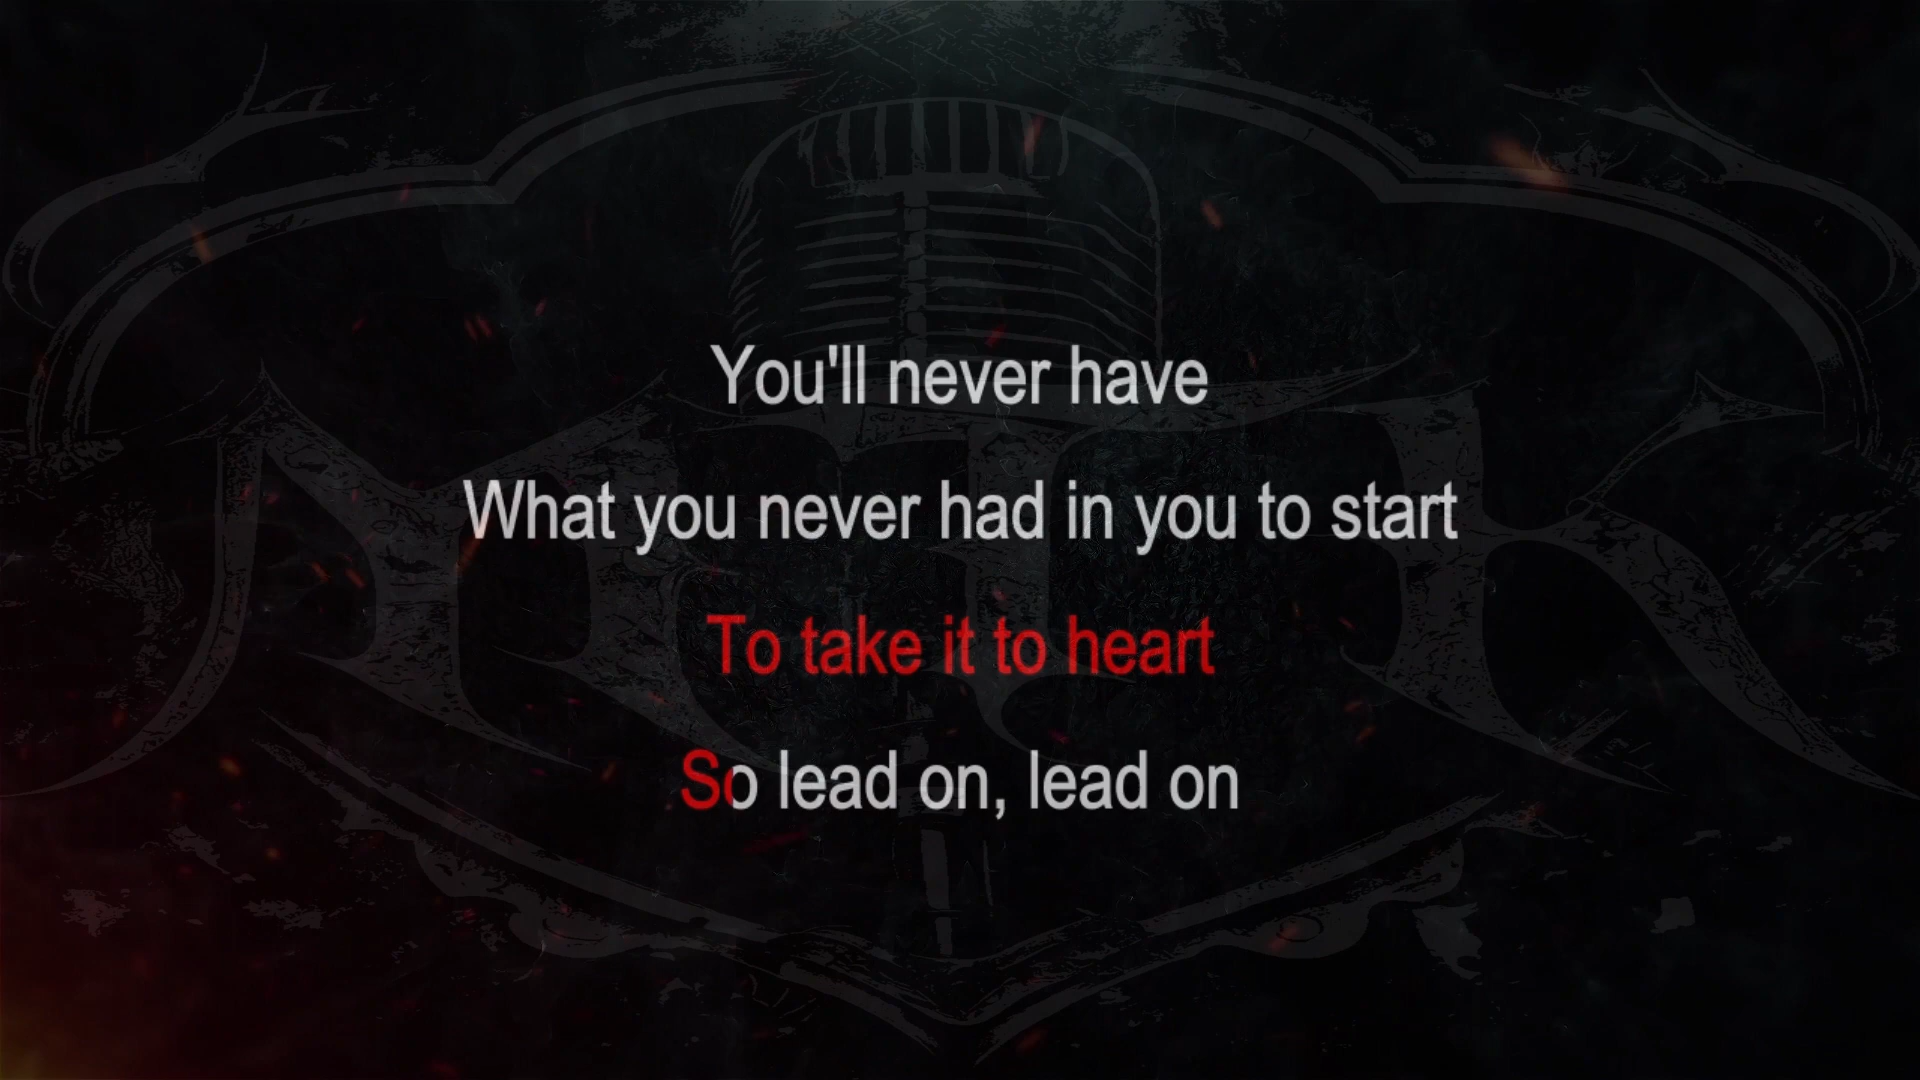 You'll never have
What you never had in you to start
To take it to heart
So lead on, lead on
MTK